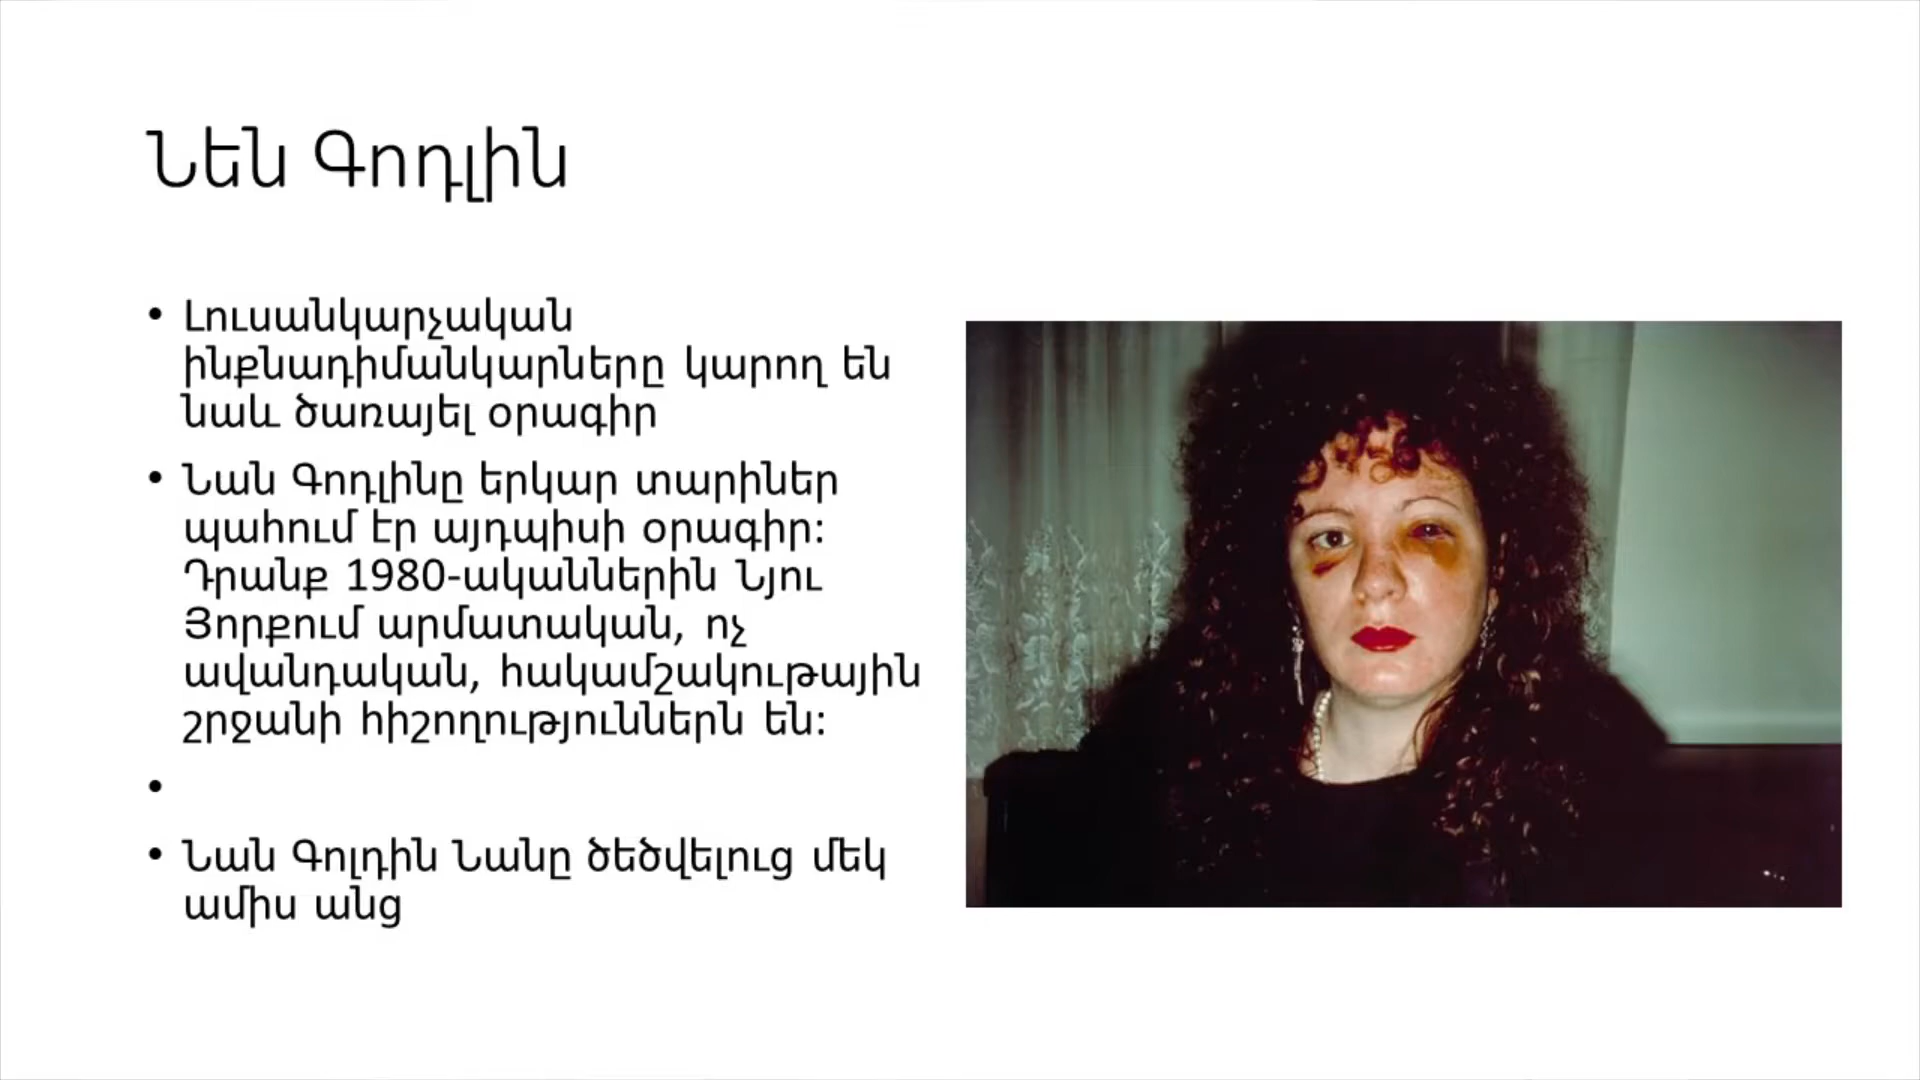 Նեն Գոդլին
• Լուսանկարչական
ինքնադիմանկարները կարող են
նաև ծառայել օրագիր
• Նան Գոդլինը երկար տարիներ
պահում էր այդպիսի օրագիր:
Դրանք 1980-ականներին Նյու
Յորքում արմատական, ոչ
ավանդական, հակամշակութային
շրջանի հիշողություններն են:
•
• Նան Գոլդին Նանը ծեծվելուց մեկ
ամիս անց